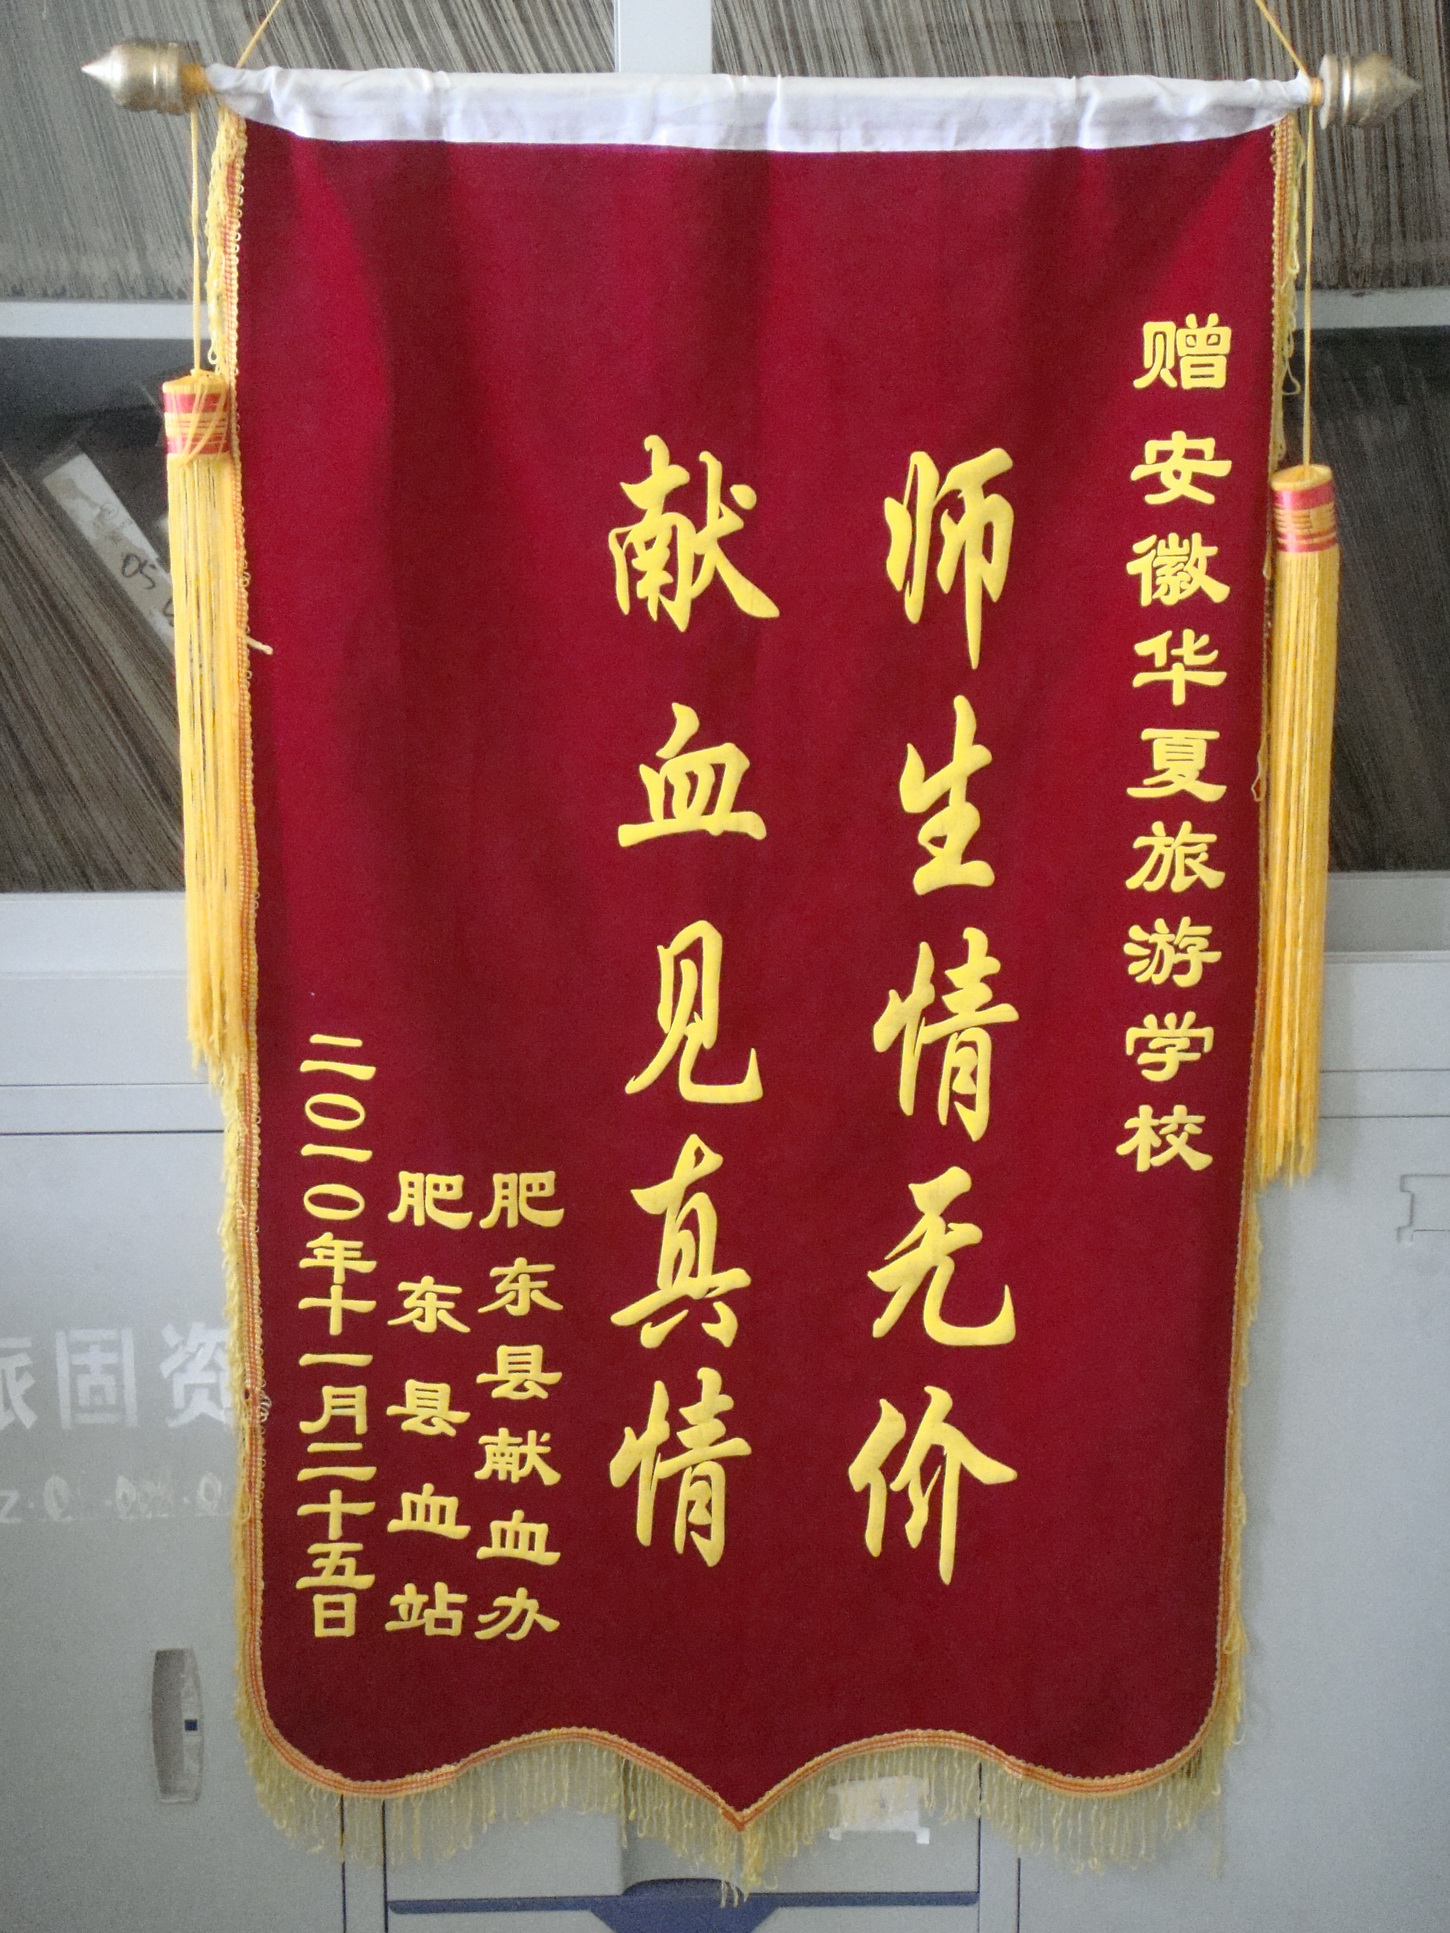 赠安徽华夏旅游学校
师生情无价
献血见真情
肥东县献血办
肥东县血站
二〇一〇年十一月二十五日
05